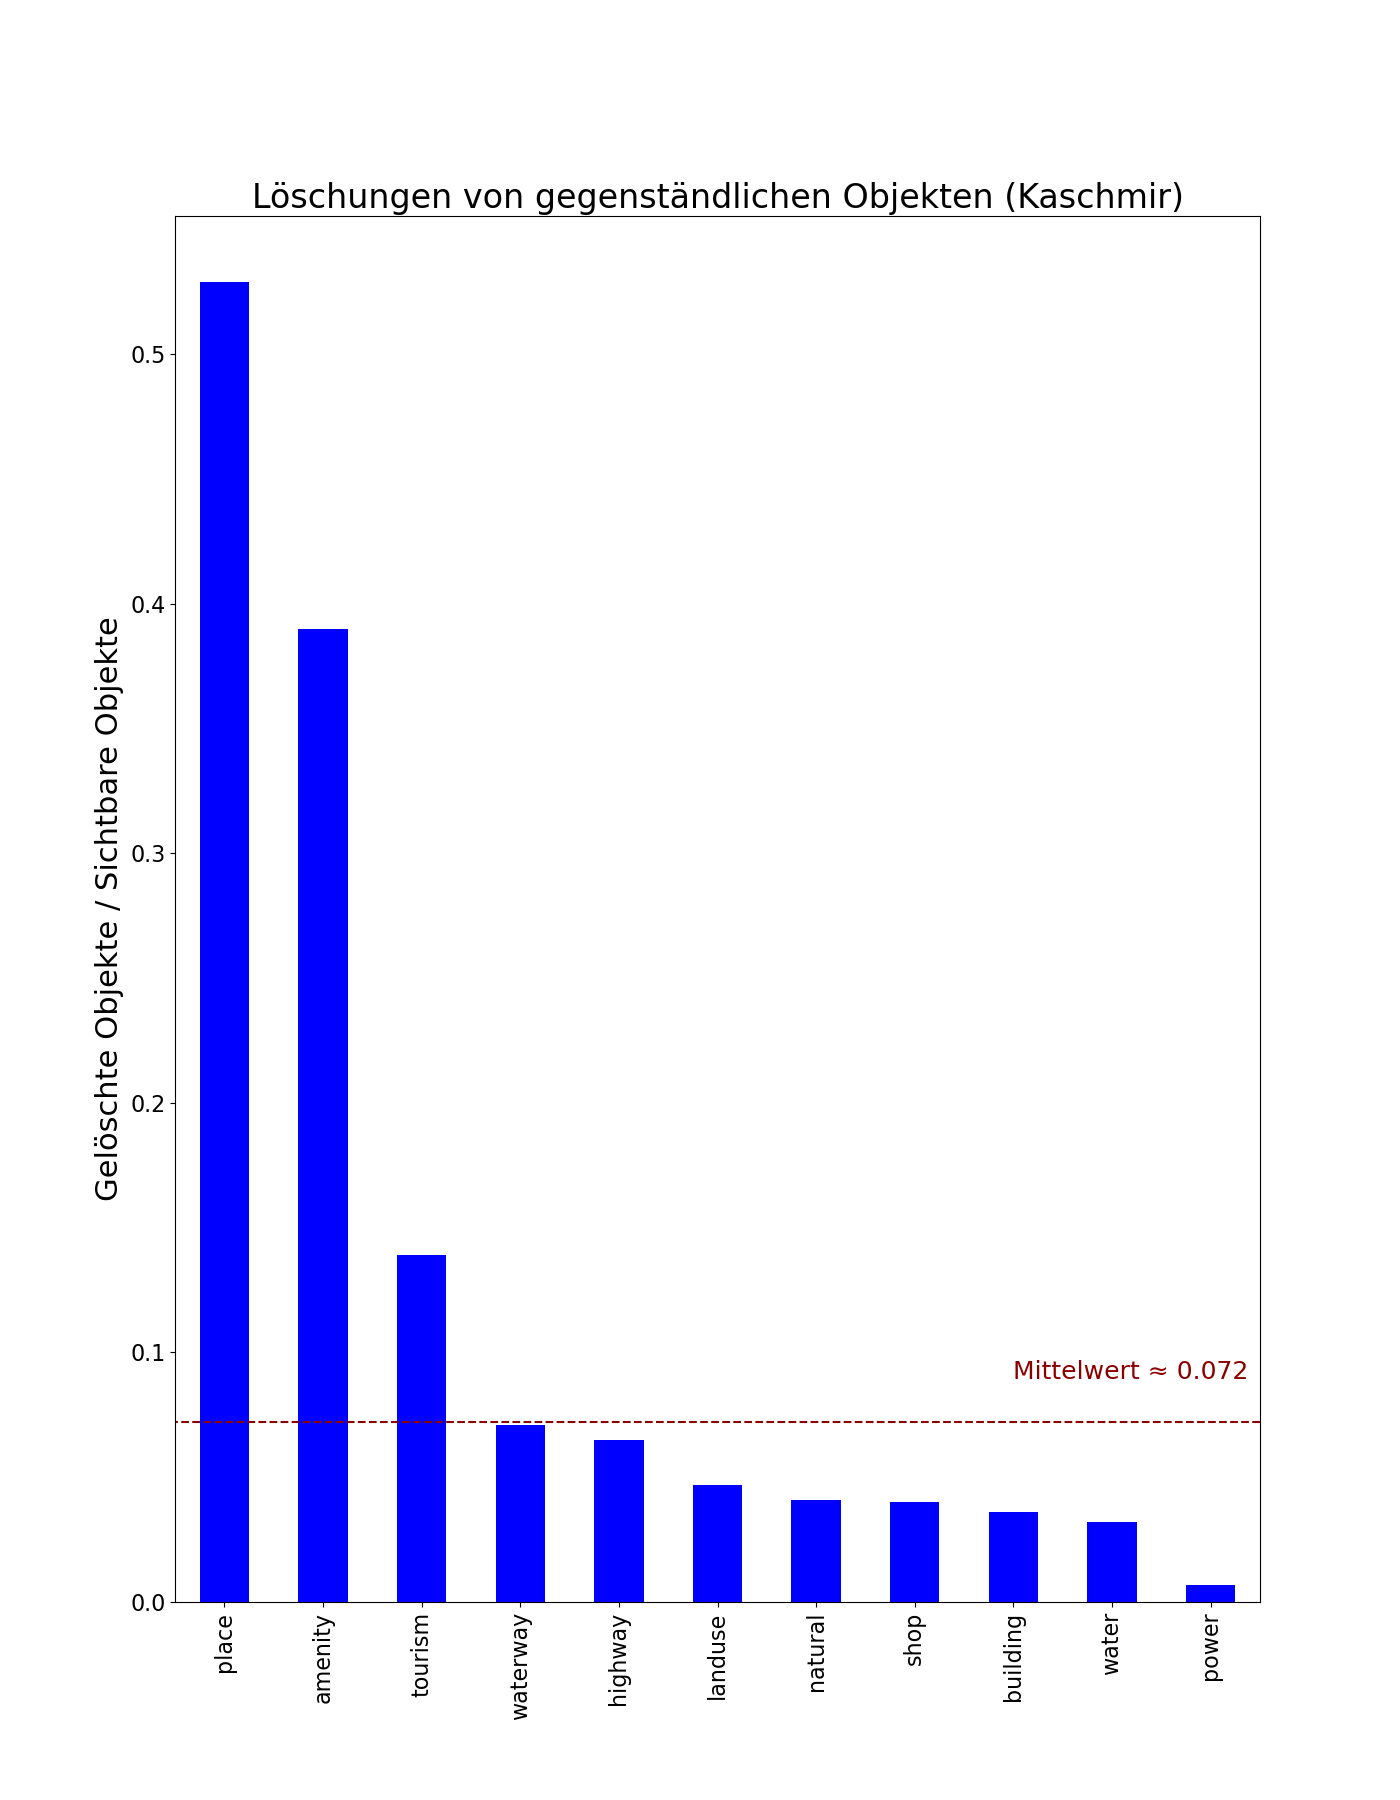 Löschungen von gegenständlichen Objekten (Kaschmir)
Gelöschte Objekte / Sichtbare Objekte
0.5
0.4
0.3
0.2
0.1
0.0
Mittelwert ≈ 0.072
place
amenity
tourism
waterway
highway
landuse
natural
shop
building
water
power